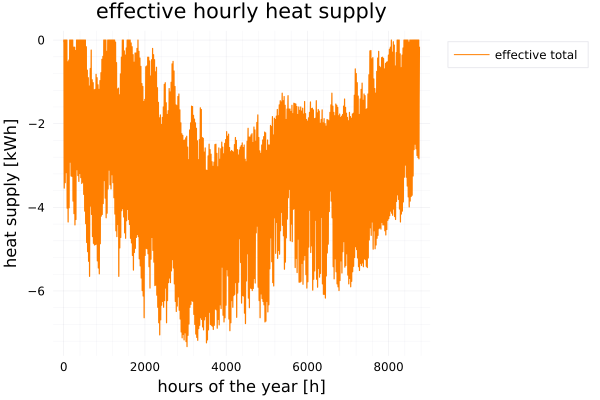 effective hourly heat supply
effective total
heat supply [kWh]
0
−2
−4
−6
0
2000
4000
6000
8000
hours of the year [h]